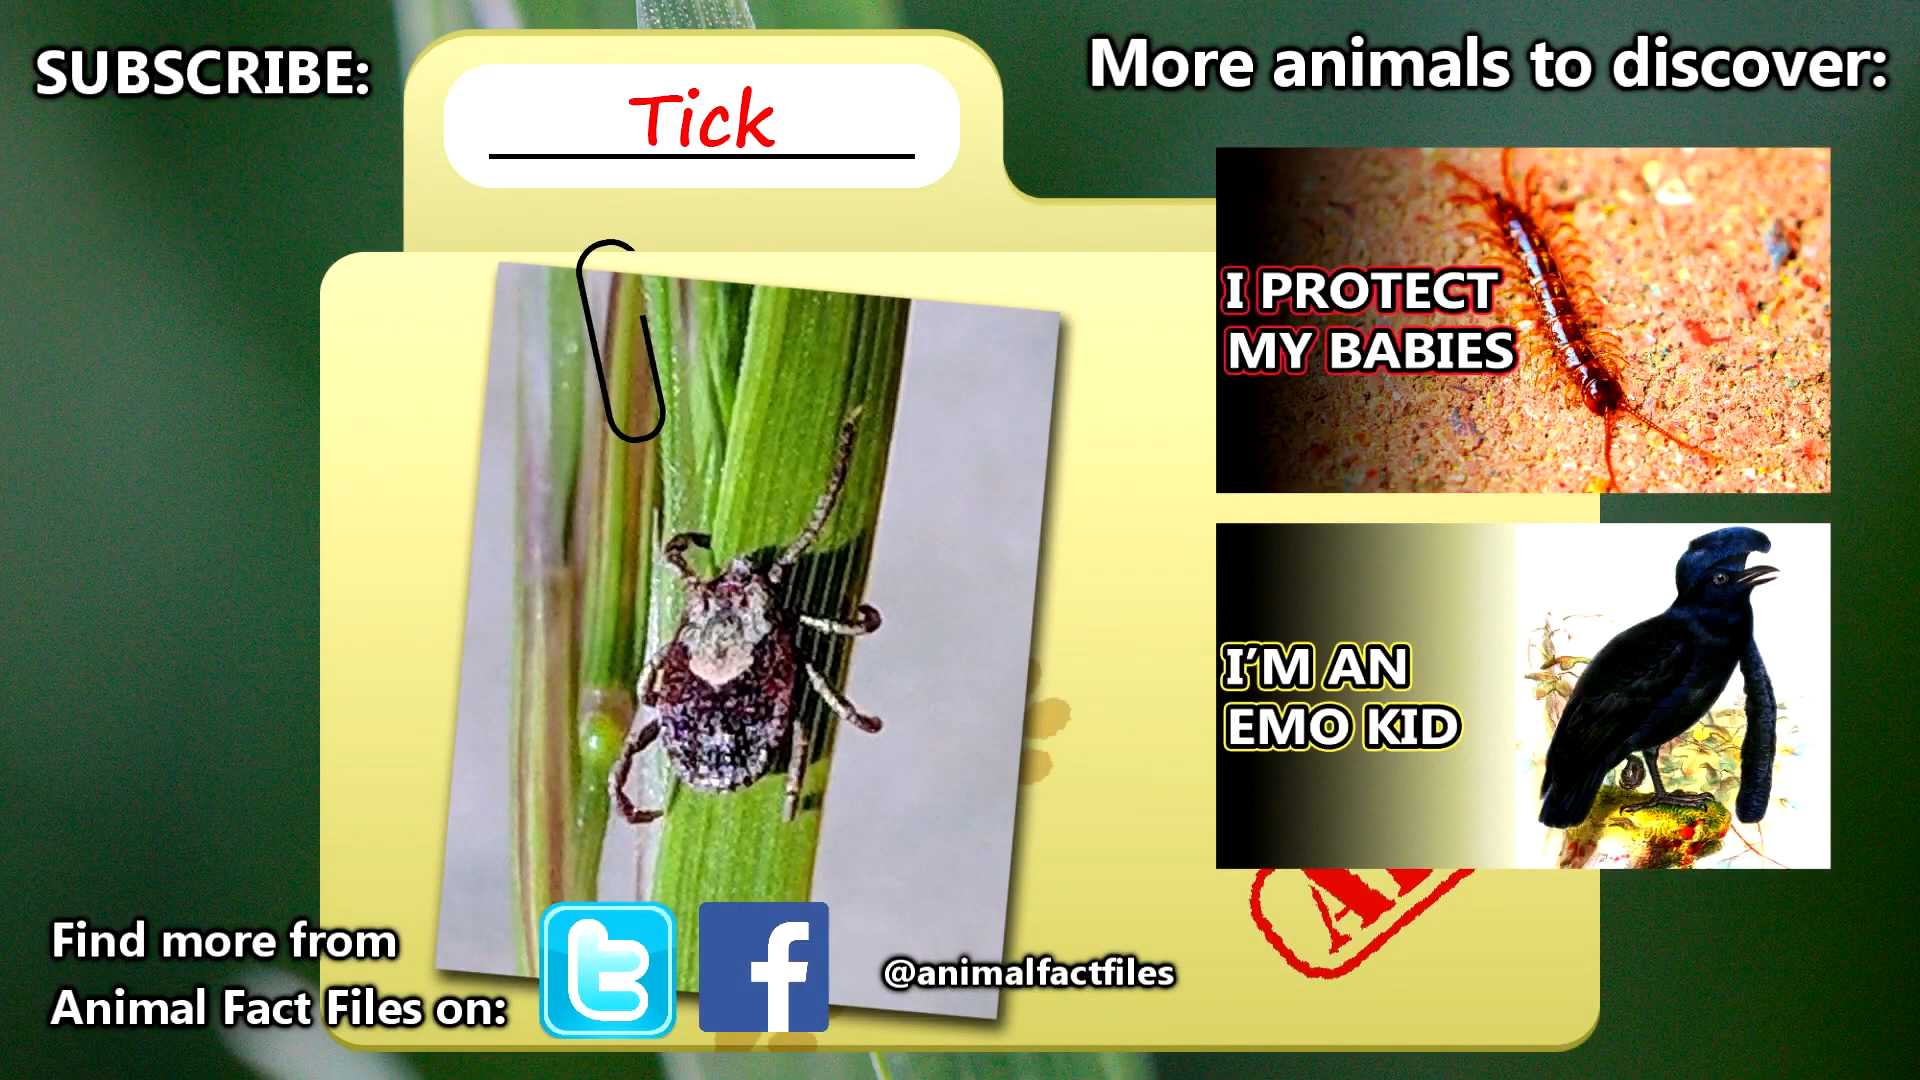 SUBSCRIBE:
Tick
More animals to discover:
I PROTECT
MY BABIES
I'M AN
EMO KID
Find more from
Animal Fact Files on:
@animalfactfiles